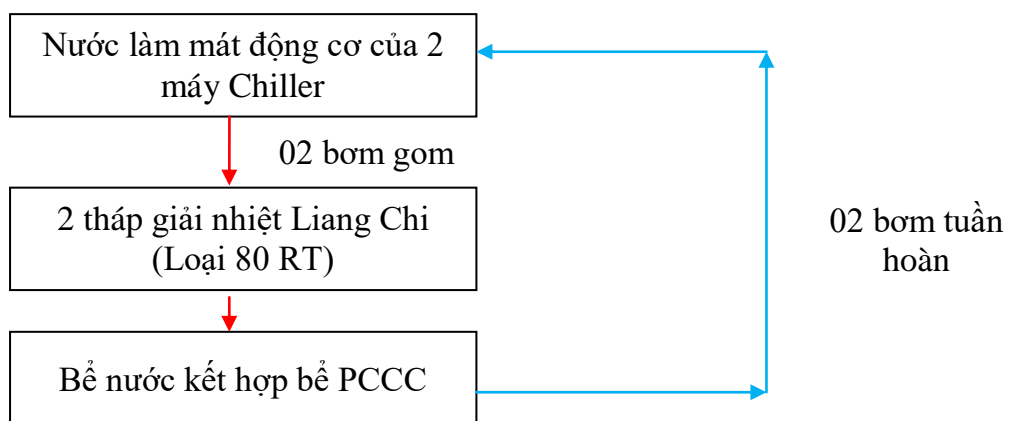 Nước làm mát động cơ của 2
máy Chiller
02 bơm gom
2 tháp giải nhiệt Liang Chi
(Loại 80 RT)
02 bơm tuần
hoàn
Bể nước kết hợp bể PCCC